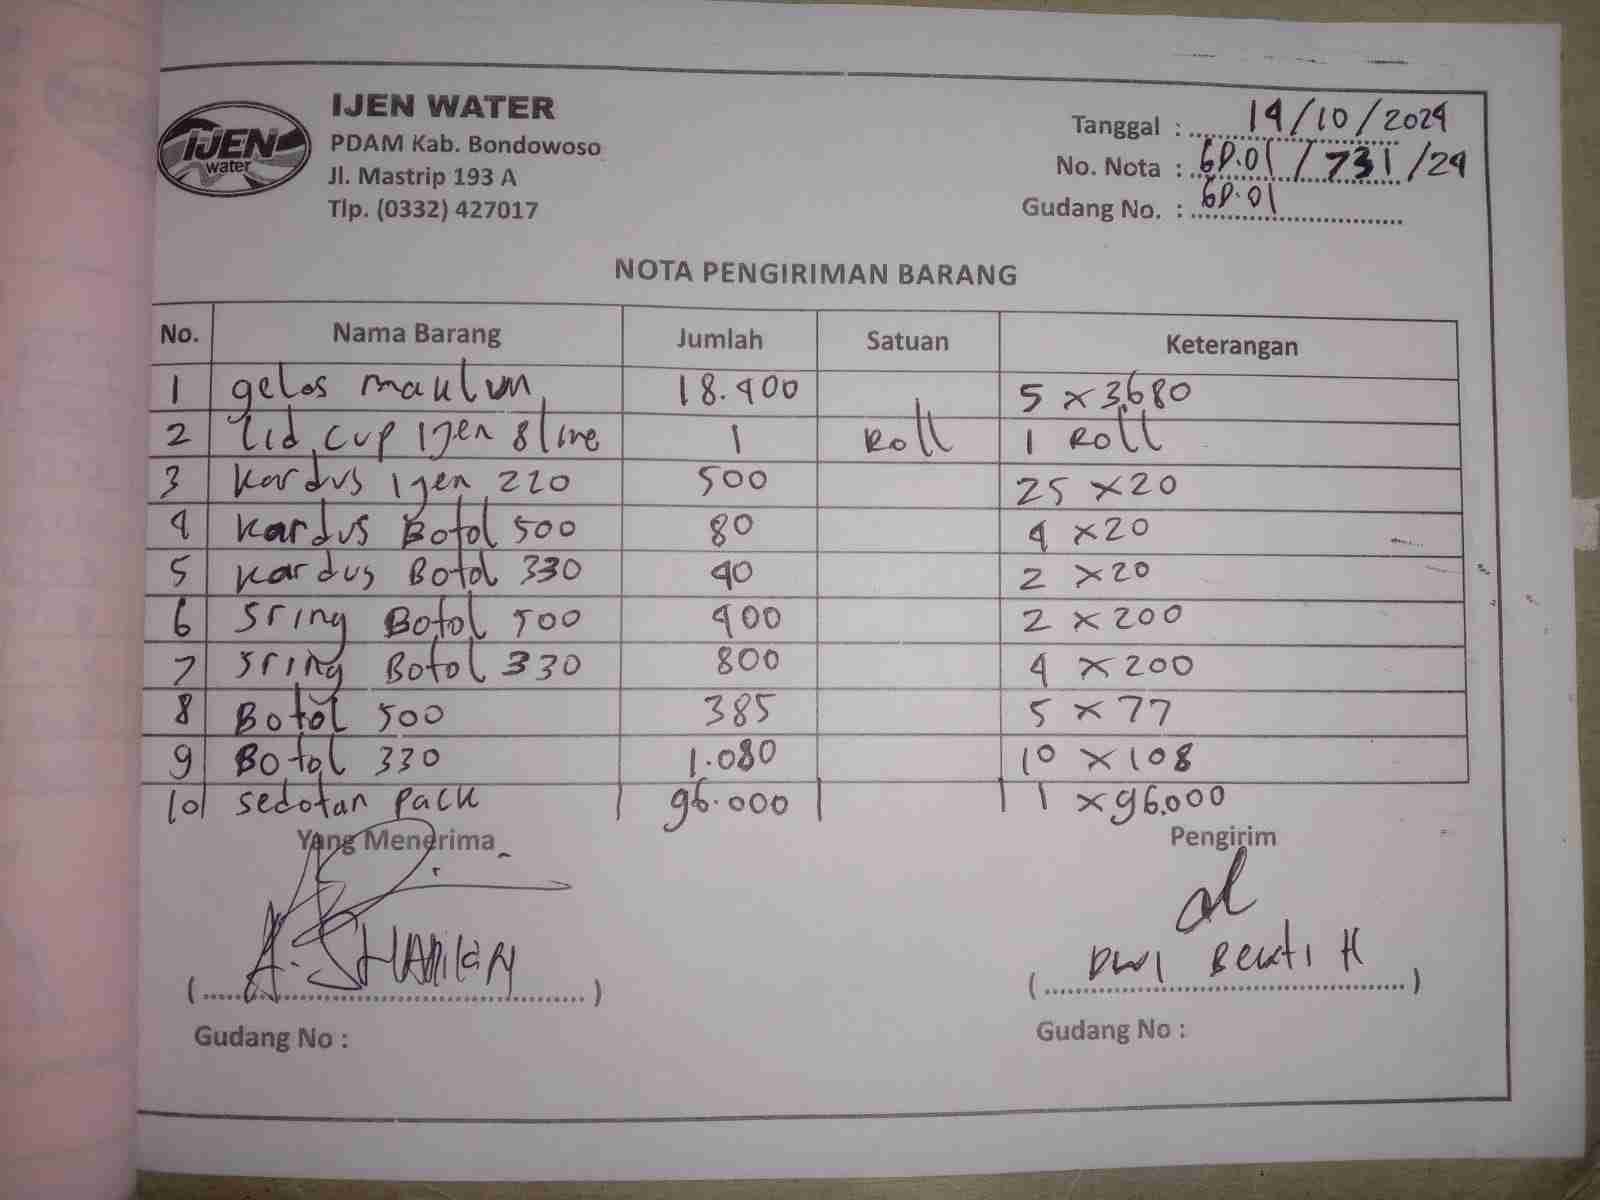 IJEN
water
IJEN WATER
PDAM Kab. Bondowoso
Jl. Mastrip 193 A
Tlp. (0332) 427017
Tanggal : 14/10/2024
No. Nota : GD.01/731/24
Gudang No. : GD.01
NOTA PENGIRIMAN BARANG
No. Nama Barang Jumlah Satuan Keterangan
1 gelas maklun 18.400 5 x 3.680
2 Lid cup Ijen 8 line 1 Roll 1 Roll
3 Kardus Ijen 220 500 25 x 20
4 Kardus Botol 500 80 4 x 20
5 Kardus Botol 330 40 2 x 20
6 Sring Botol 500 400 2 x 200
7 Sring Botol 330 800 4 x 200
8 Botol 500 385 5 x 77
9 Botol 330 1.080 10 x 108
10 sedotan pack 96.000 1 x 96.000
Yang Menerima Pengirim
(..........) ( Dwi Bekti H )
Gudang No : Gudang No :